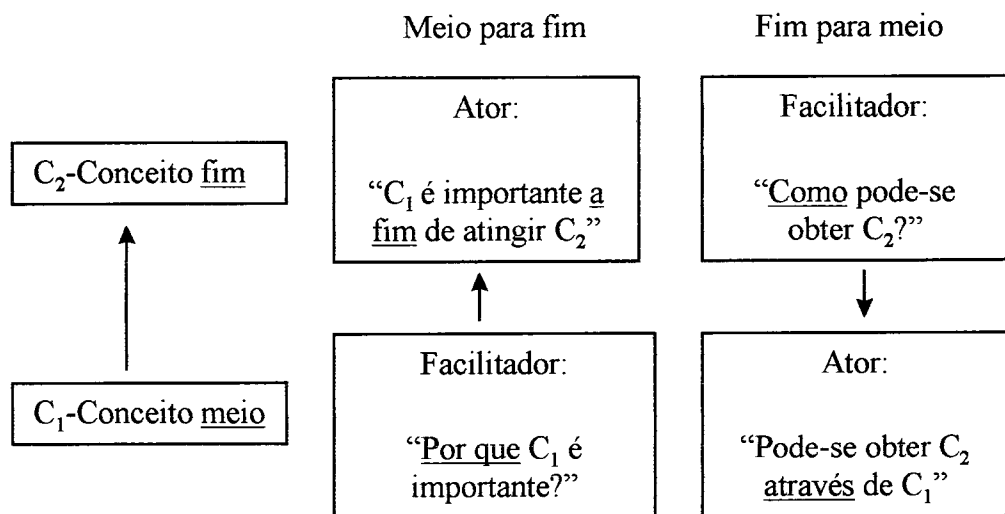 Meio para fim
Fim para meio
C₂-Conceito fim
C₁-Conceito meio
Ator:
“C₁ é importante a
fim de atingir C₂”
Facilitador:
“Por que C₁ é
importante?”
Facilitador:
“Como pode-se
obter C₂?”
Ator:
“Pode-se obter C₂
através de C₁”